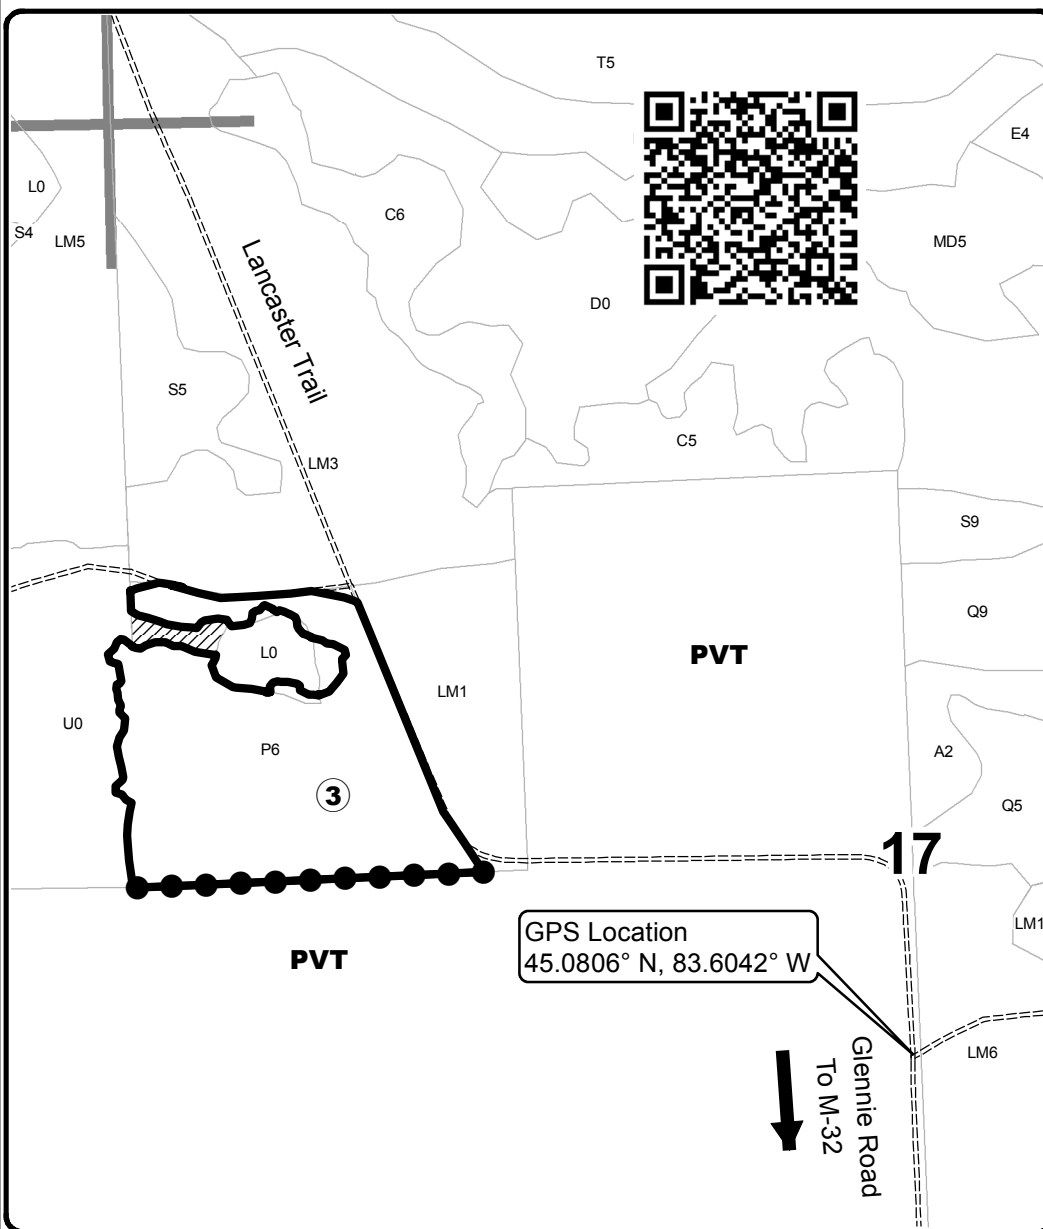 T5
E4
L0
C6
S4
LM5
MD5
Lancaster Trail
D0
S5
C5
LM3
S9
Q9
L0
PVT
LM1
U0
P6
A2
3
Q5
17
LM1
GPS Location
45.0806° N, 83.6042° W
PVT
LM6
Glennie Road
To M-32